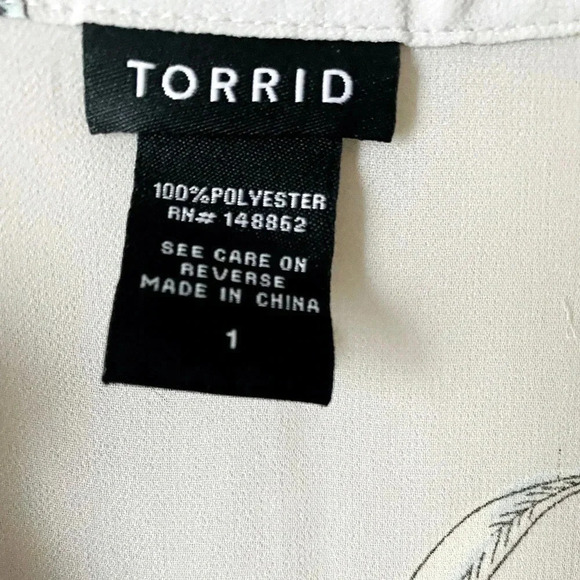 TORRID
100%POLYESTER
RN# 148862
SEE CARE ON
REVERSE
MADE IN CHINA
1